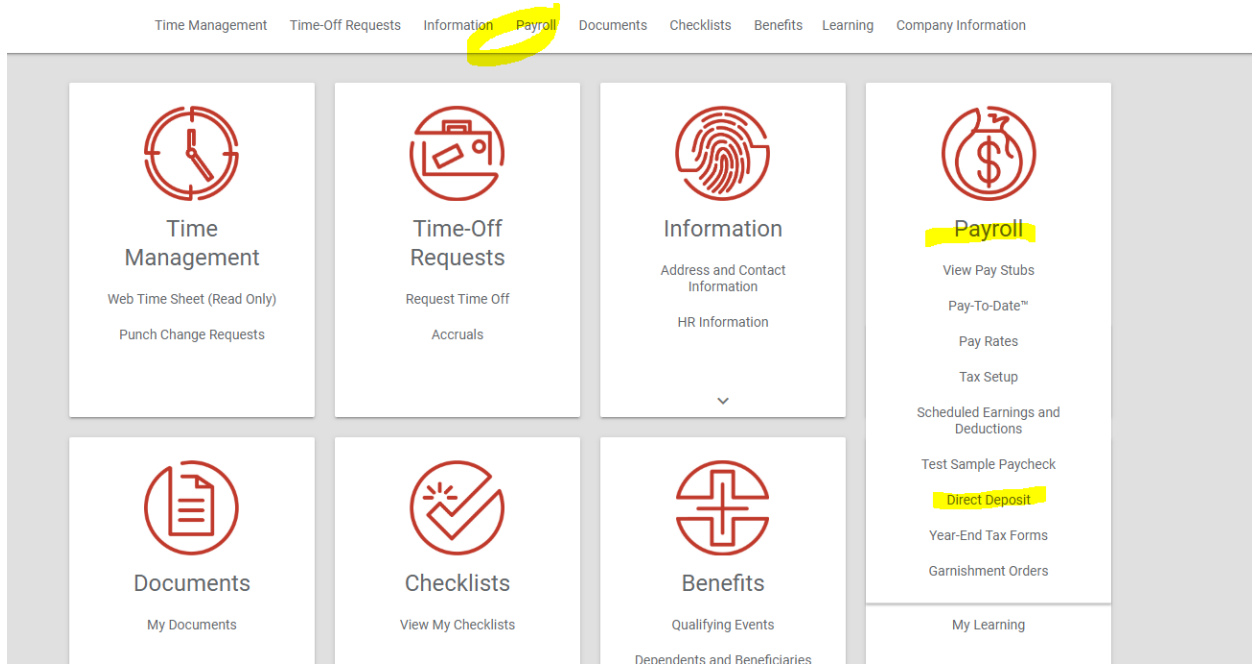 Time Management Time-Off Requests Information Payroll Documents Checklists Benefits Learning Company Information
Time
Management
Web Time Sheet (Read Only)
Punch Change Requests
Time-Off
Requests
Request Time Off
Accruals
Information
Address and Contact
Information
HR Information
$
Payroll
View Pay Stubs
Pay-To-Date™
Pay Rates
Tax Setup
Scheduled Earnings and
Deductions
Test Sample Paycheck
Direct Deposit
Year-End Tax Forms
Garnishment Orders
Documents
My Documents
Checklists
View My Checklists
Benefits
Qualifying Events
Dependents and Beneficiaries
My Learning